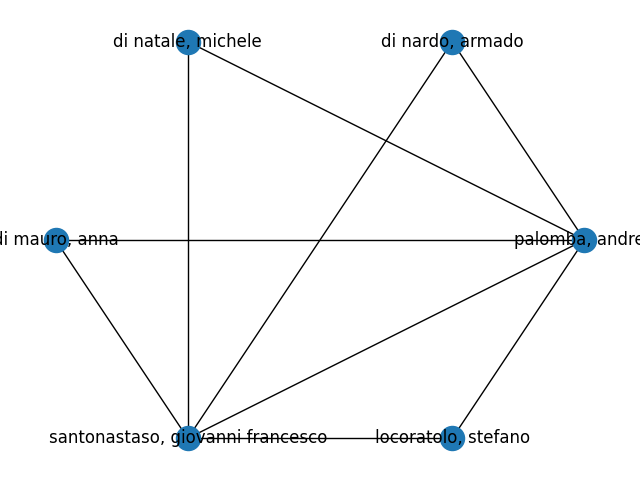 di natale, michele
di nardo, armado
di mauro, anna
palomba, andre
santonastaso, giovanni francesco
locoratolo, stefano